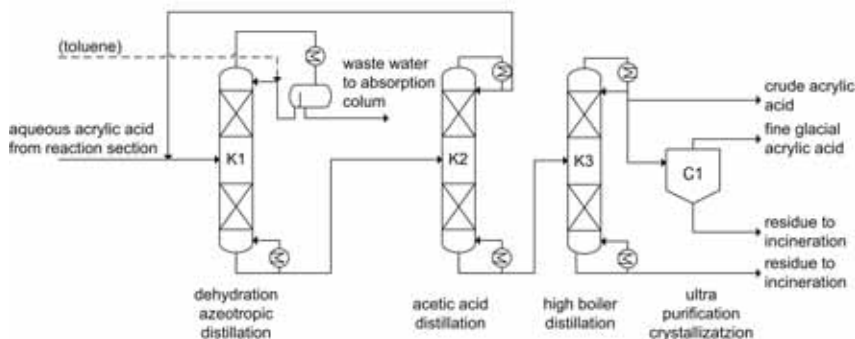 (toluene)
waste water
to absorption
colum
aqueous acrylic acid
from reaction section
K1
K2
K3
C1
crude acrylic
acid
fine glacial
acrylic acid
residue to
incineration
residue to
incineration
dehydration
azeotropic
distillation
acetic acid
distillation
high boiler
distillation
ultra
purification
crystallizatzion